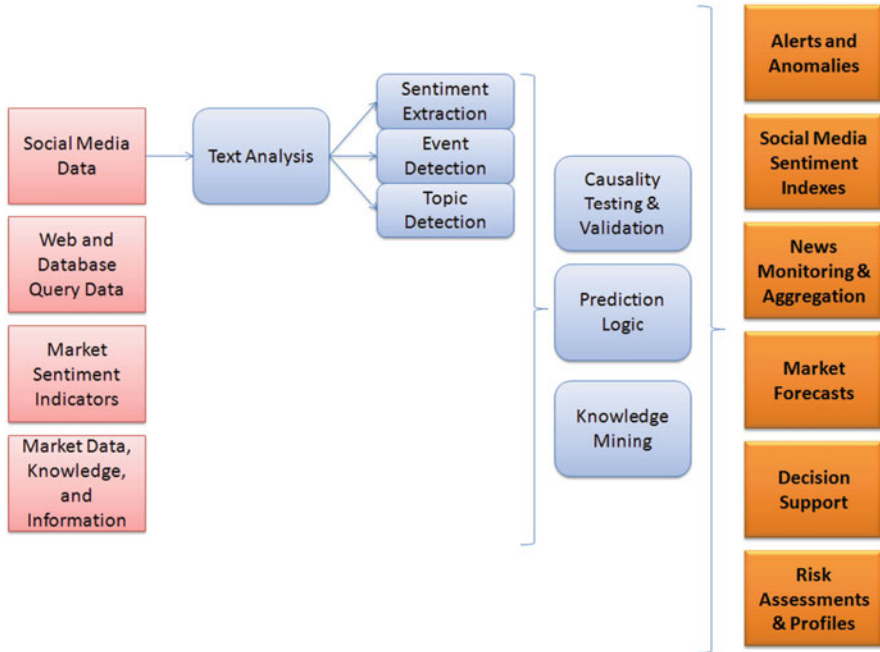 Social Media
Data
Web and
Database
Query Data
Market
Sentiment
Indicators
Market Data,
Knowledge,
and
Information
Text Analysis
Sentiment
Extraction
Event
Detection
Topic
Detection
Causality
Testing &
Validation
Prediction
Logic
Knowledge
Mining
Alerts and
Anomalies
Social Media
Sentiment
Indexes
News
Monitoring &
Aggregation
Market
Forecasts
Decision
Support
Risk
Assessments
& Profiles